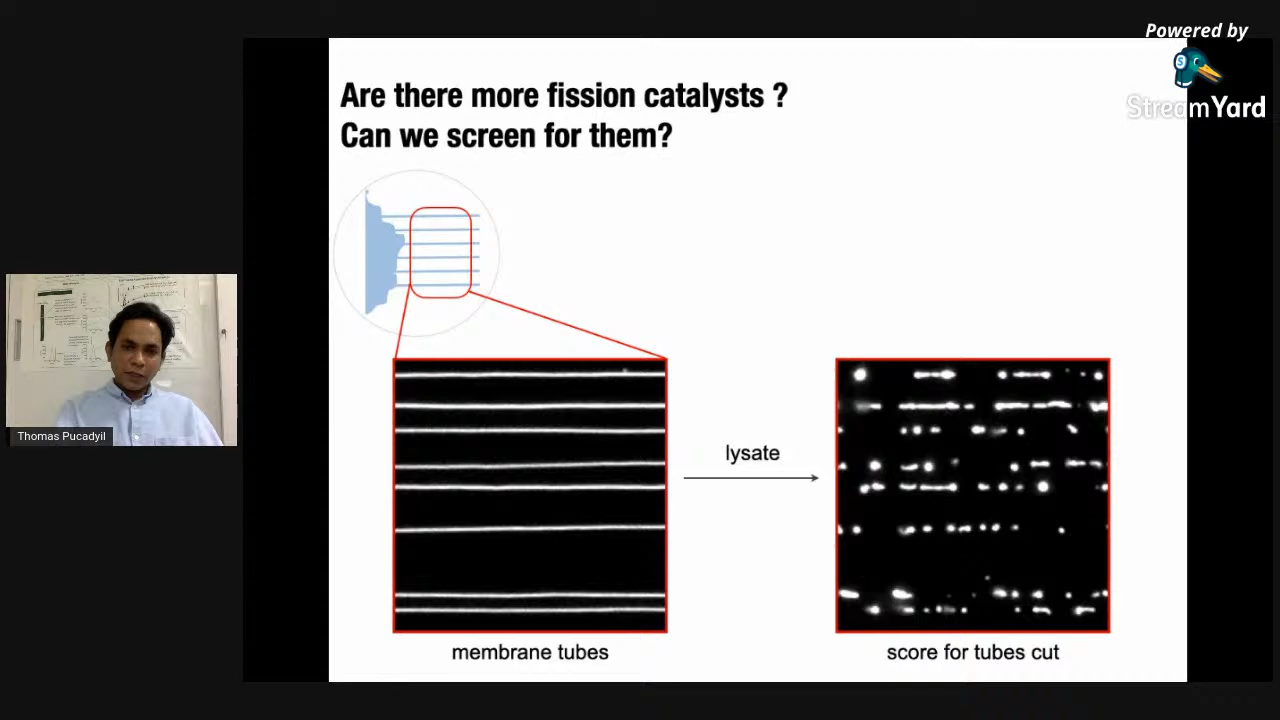 Powered by
StreamYard
Are there more fission catalysts ?
Can we screen for them?
Thomas Pucadyil
lysate
membrane tubes
score for tubes cut